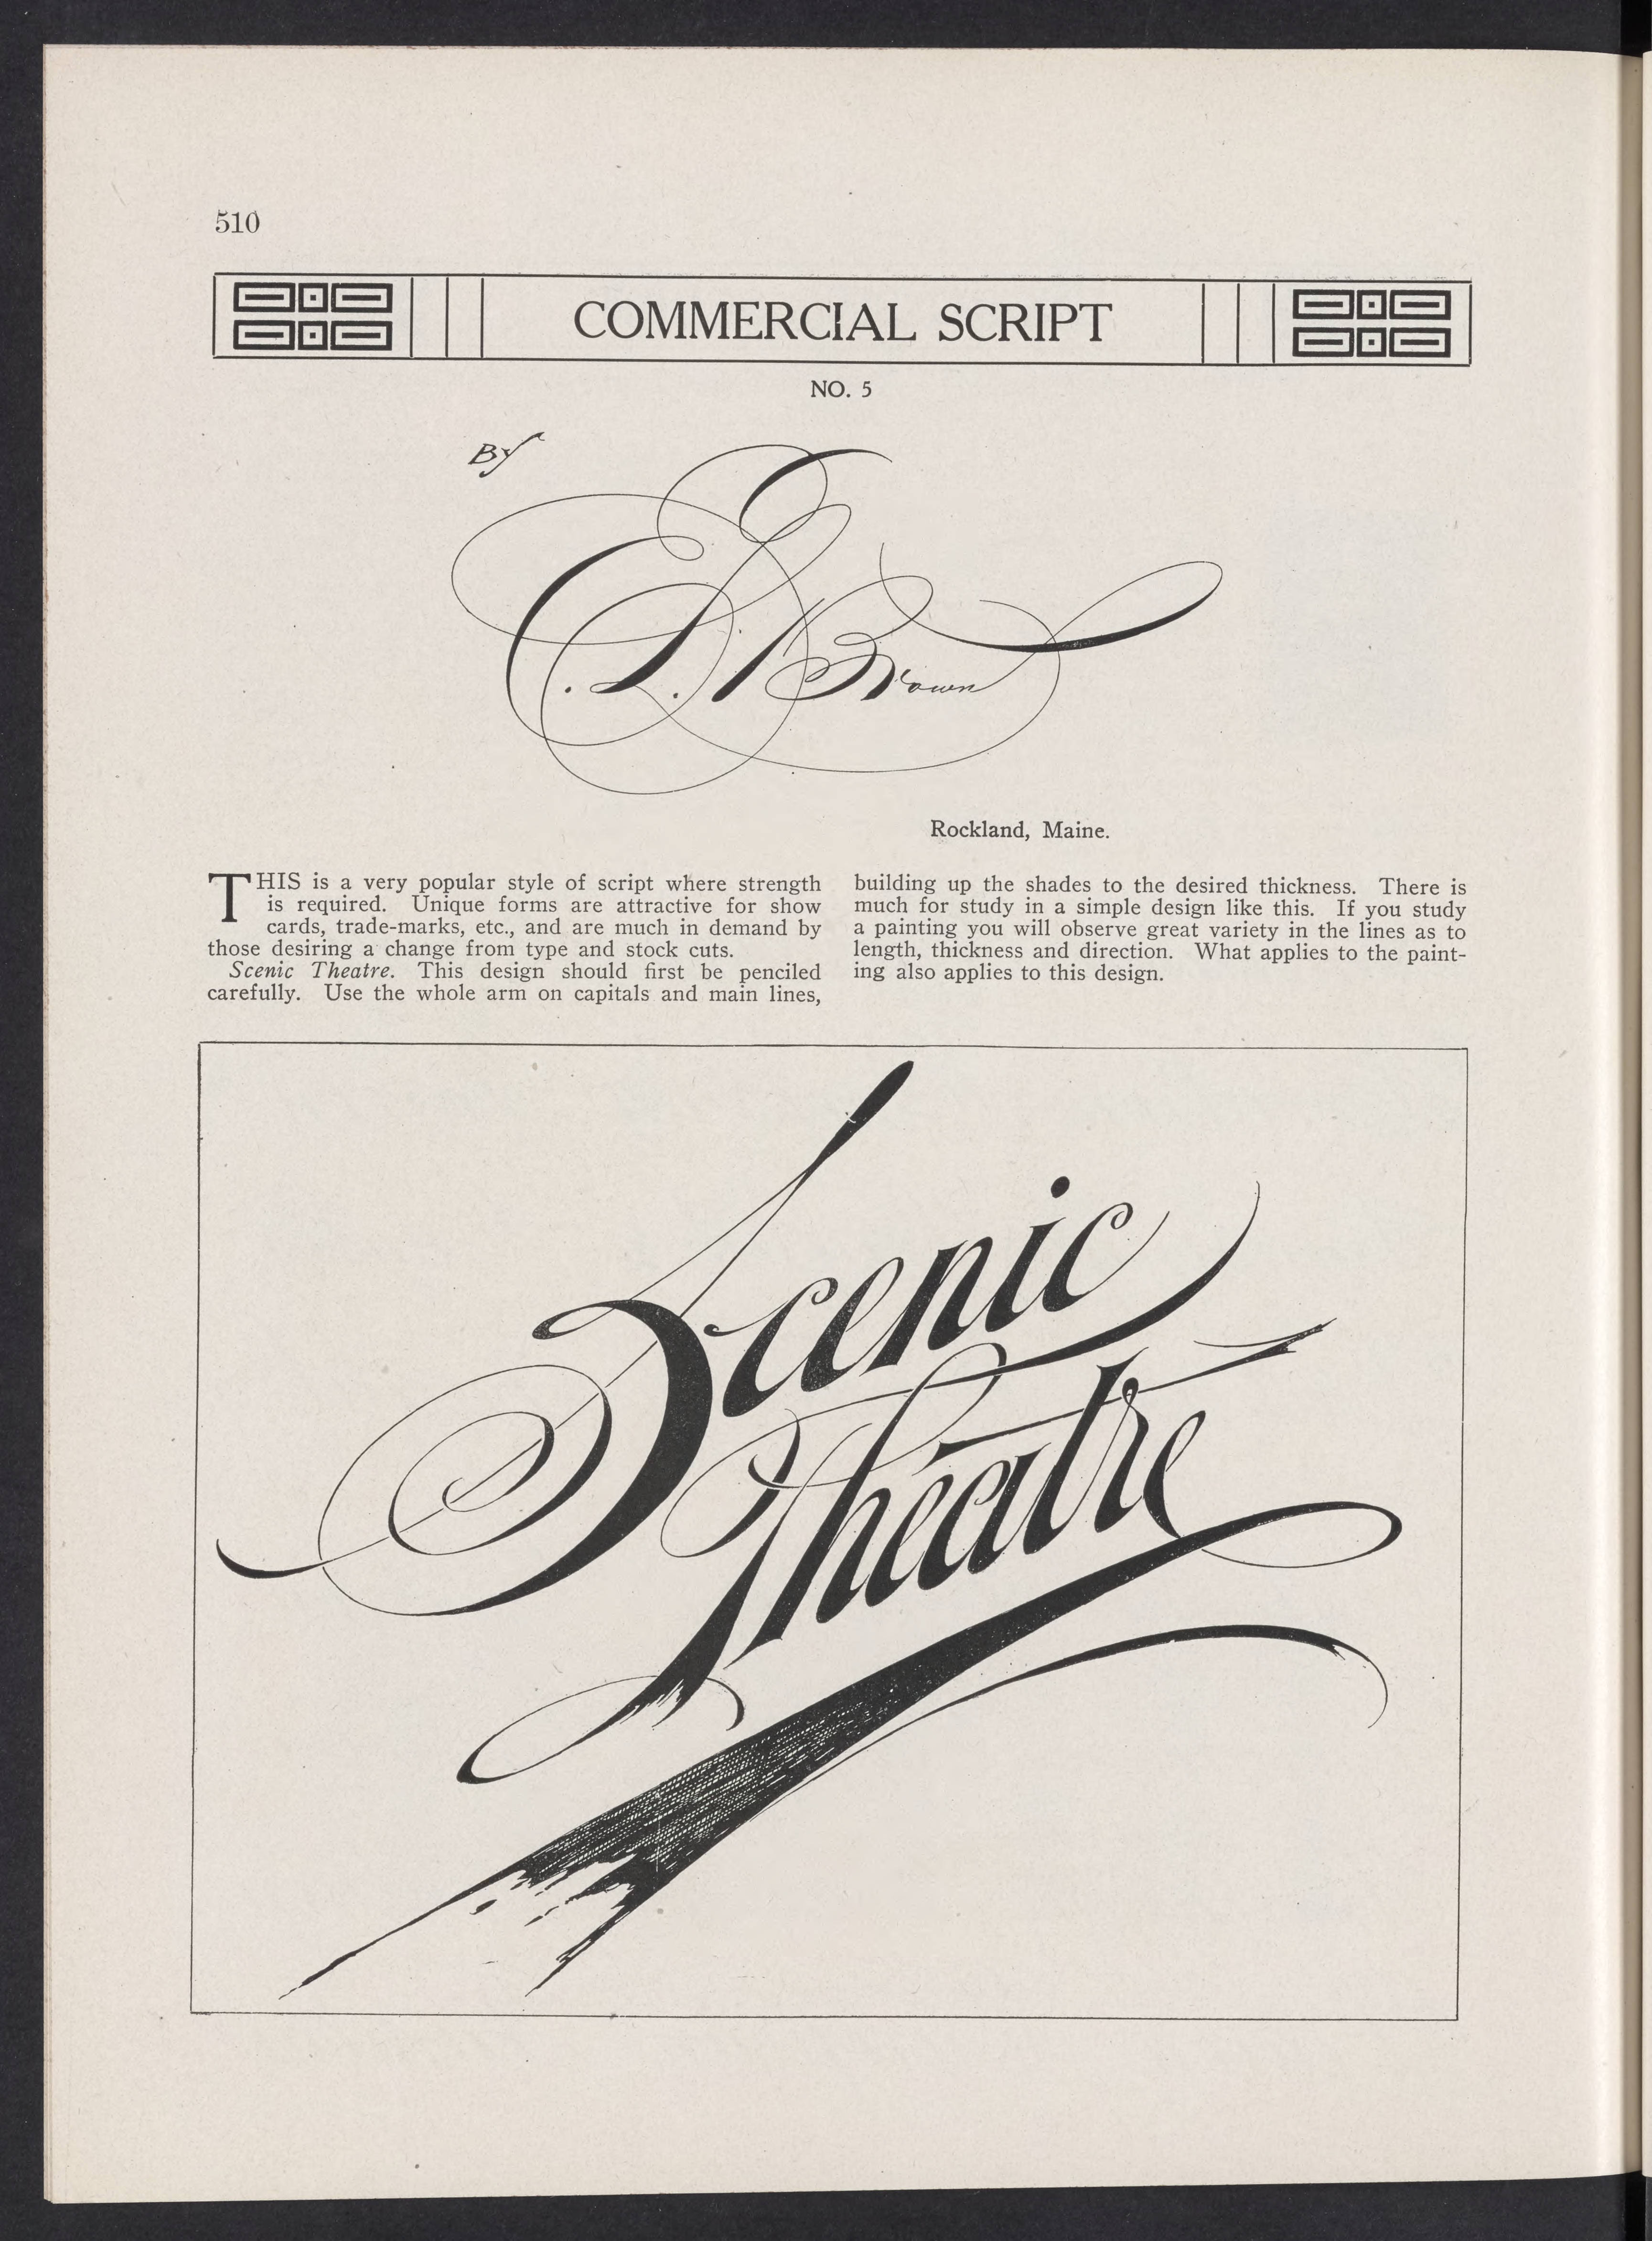 510
COMMERCIAL SCRIPT
NO. 5
By
E. L. Brown
Rockland, Maine.
THIS is a very popular style of script where strength
is required. Unique forms are attractive for show
cards, trade-marks, etc., and are much in demand by
those desiring a change from type and stock cuts.
Scenic Theatre. This design should first be penciled
carefully. Use the whole arm on capitals and main lines,
building up the shades to the desired thickness. There is
much for study in a simple design like this. If you study
a painting you will observe great variety in the lines as to
length, thickness and direction. What applies to the paint-
ing also applies to this design.
Scenic
Theatre